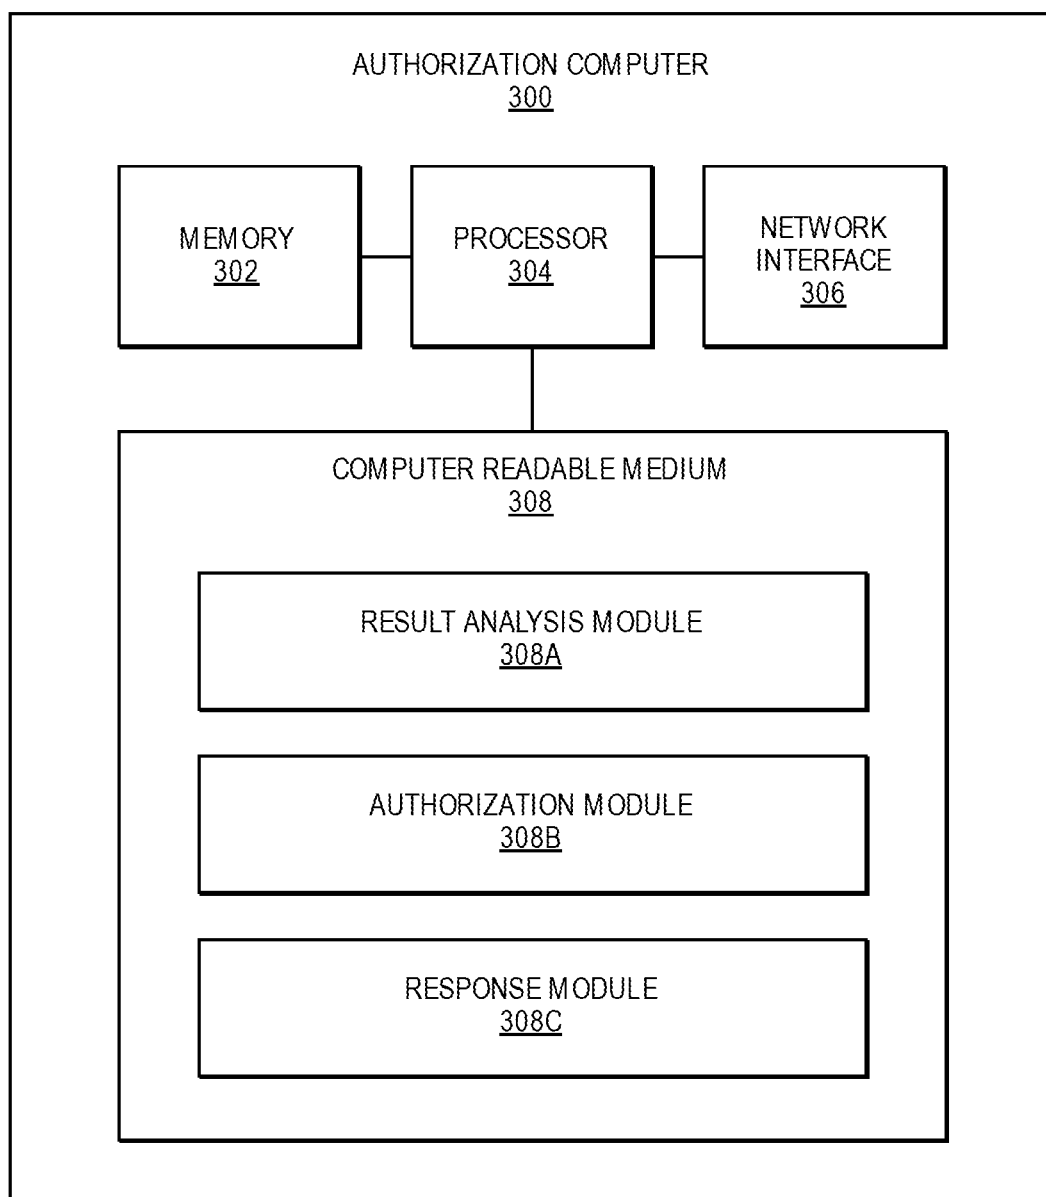 AUTHORIZATION COMPUTER
300
MEMORY
302
PROCESSOR
304
NETWORK
INTERFACE
306
COMPUTER READABLE MEDIUM
308
RESULT ANALYSIS MODULE
308A
AUTHORIZATION MODULE
308B
RESPONSE MODULE
308C